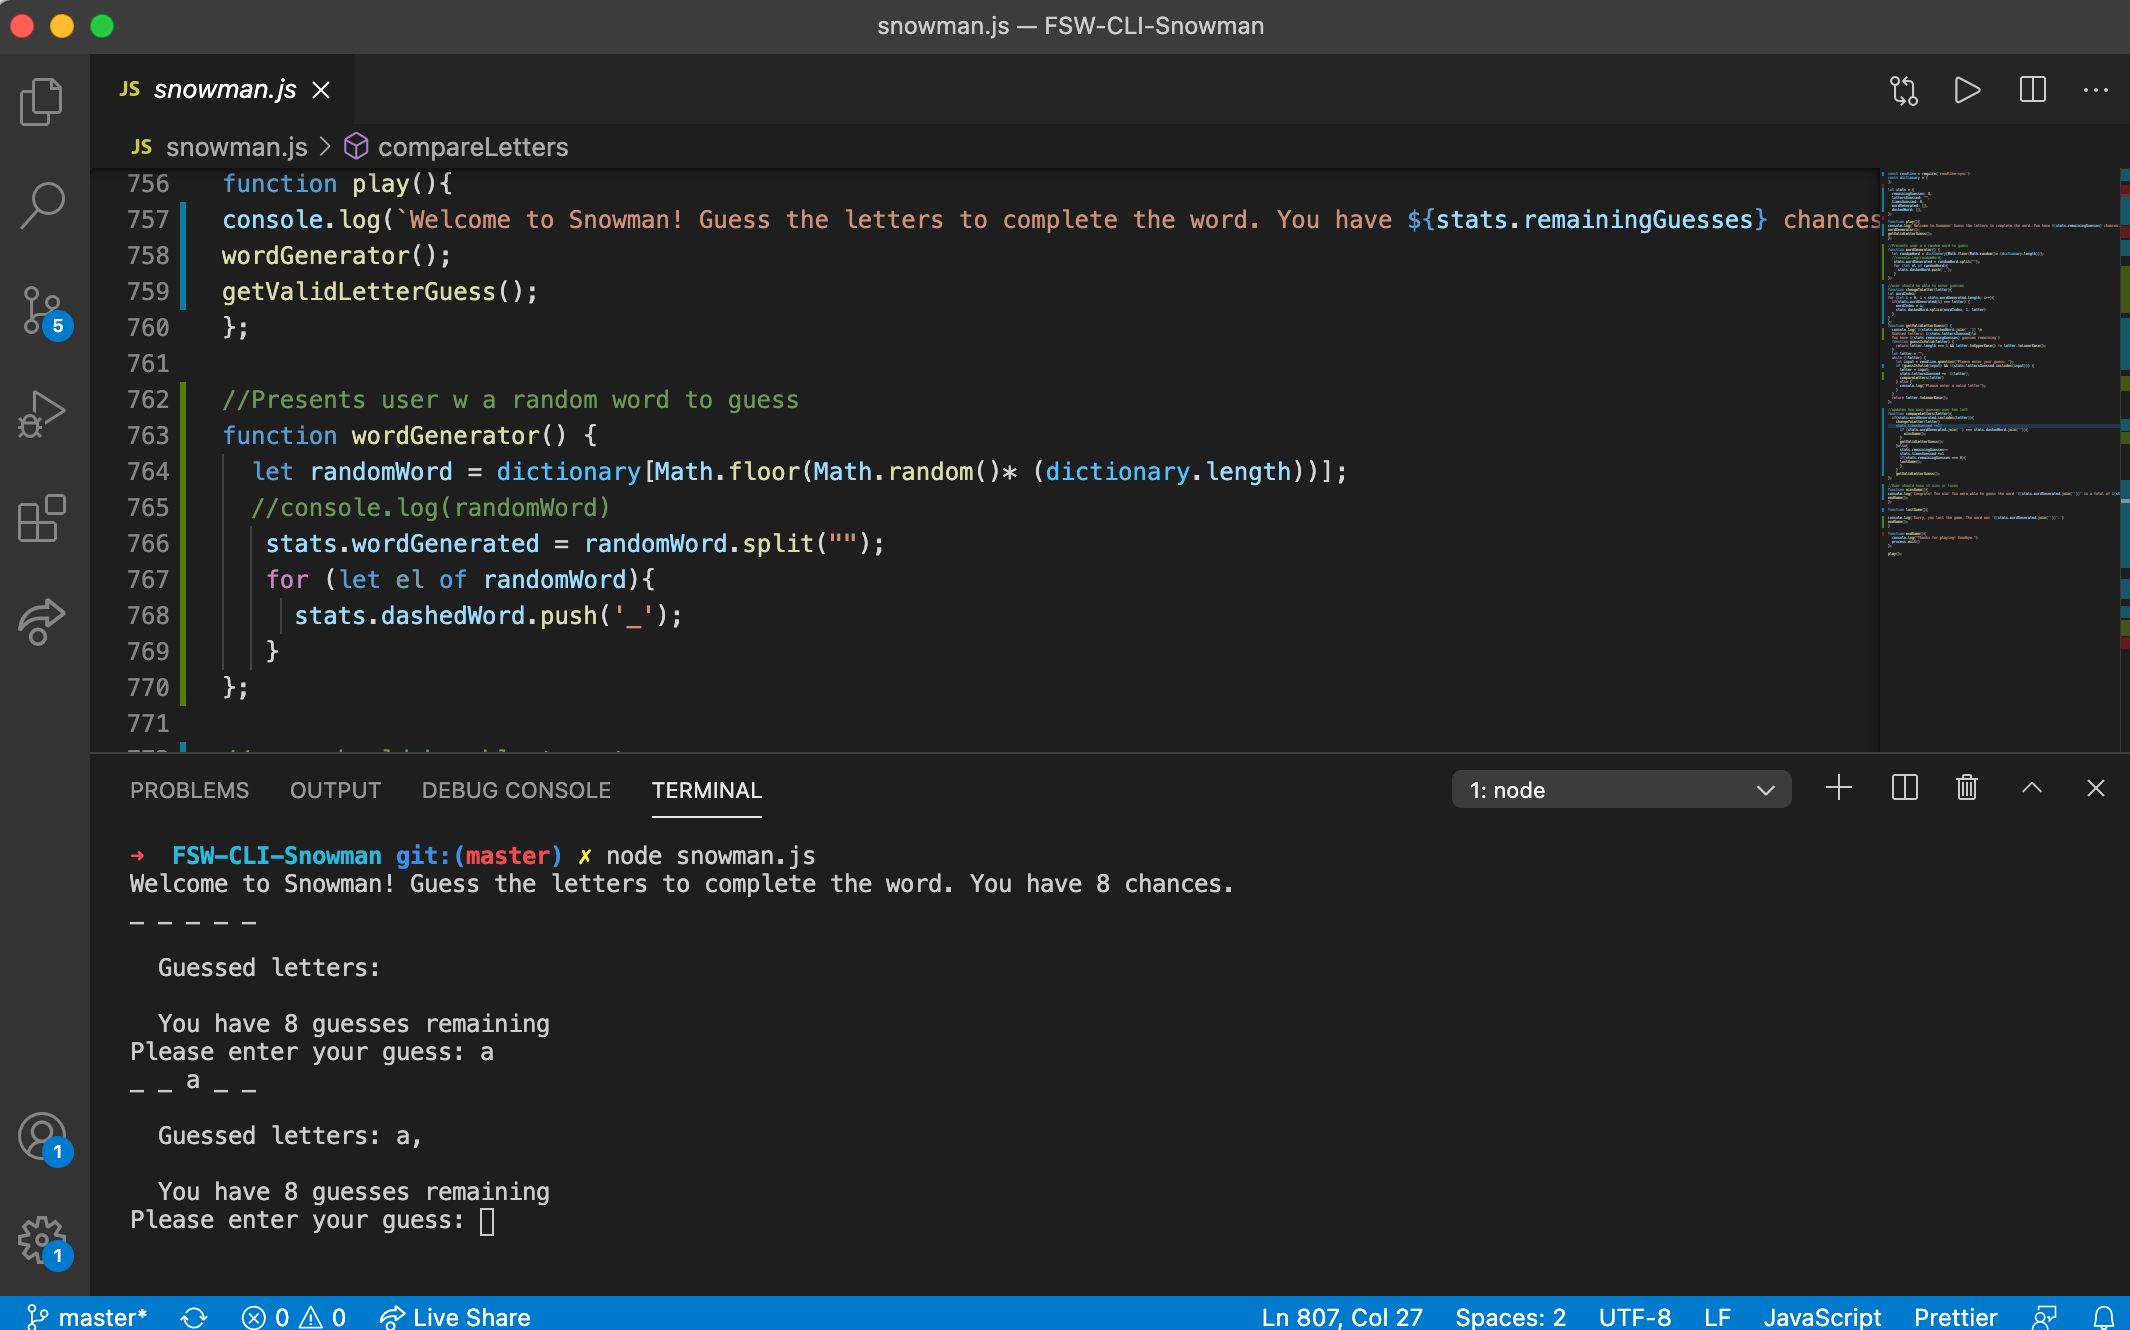 snowman.js — FSW-CLI-Snowman
JS snowman.js
JS snowman.js > compareLetters
756 function play(){
757 console.log(`Welcome to Snowman! Guess the letters to complete the word. You have ${stats.remainingGuesses} chances
758 wordGenerator();
759 getValidLetterGuess();
760 };
761
762 //Presents user w a random word to guess
763 function wordGenerator() {
764 let randomWord = dictionary[Math.floor(Math.random()* (dictionary.length))];
765 //console.log(randomWord)
766 stats.wordGenerated = randomWord.split("");
767 for (let el of randomWord){
768 stats.dashedWord.push('_');
769 }
770 };
771
5
PROBLEMS OUTPUT DEBUG CONSOLE TERMINAL 1: node
➜ FSW-CLI-Snowman git:(master) ✗ node snowman.js
Welcome to Snowman! Guess the letters to complete the word. You have 8 chances.
_ _ _ _ _
Guessed letters:
You have 8 guesses remaining
Please enter your guess: a
_ _ a _ _
Guessed letters: a,
You have 8 guesses remaining
Please enter your guess:
1
1
master* 0 0 Live Share Ln 807, Col 27 Spaces: 2 UTF-8 LF JavaScript Prettier